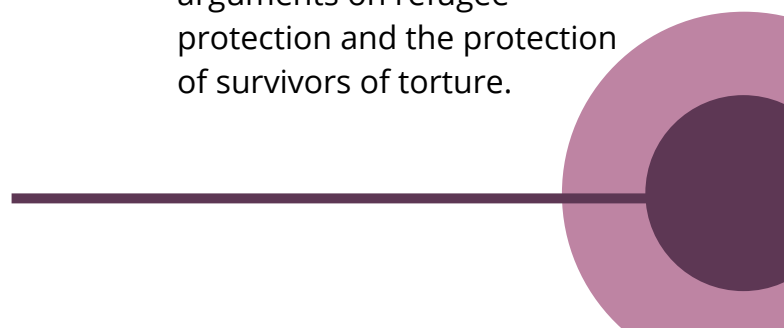 arguments on refugee
protection and the protection
of survivors of torture.